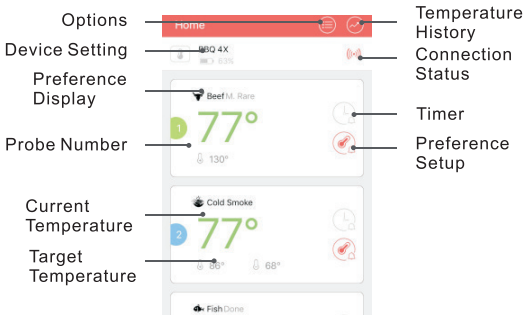 Options
Device Setting
Preference
Display
Probe Number
Current
Temperature
Target
Temperature
Home
BBQ 4X
63%
Beef M. Rare
1
77°
130°
Cold Smoke
2
77°
86° 68°
Fish Done
Temperature
History
Connection
Status
Timer
Preference
Setup